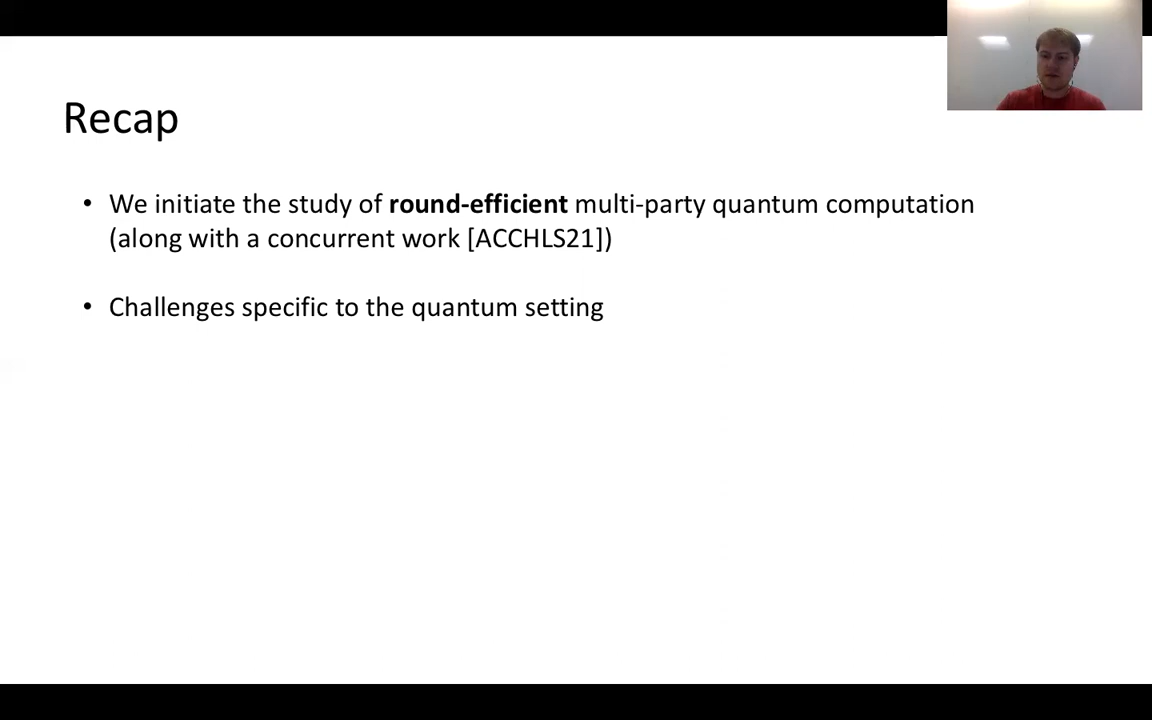 Recap
• We initiate the study of round-efficient multi-party quantum computation
(along with a concurrent work [ACCHLS21])
• Challenges specific to the quantum setting